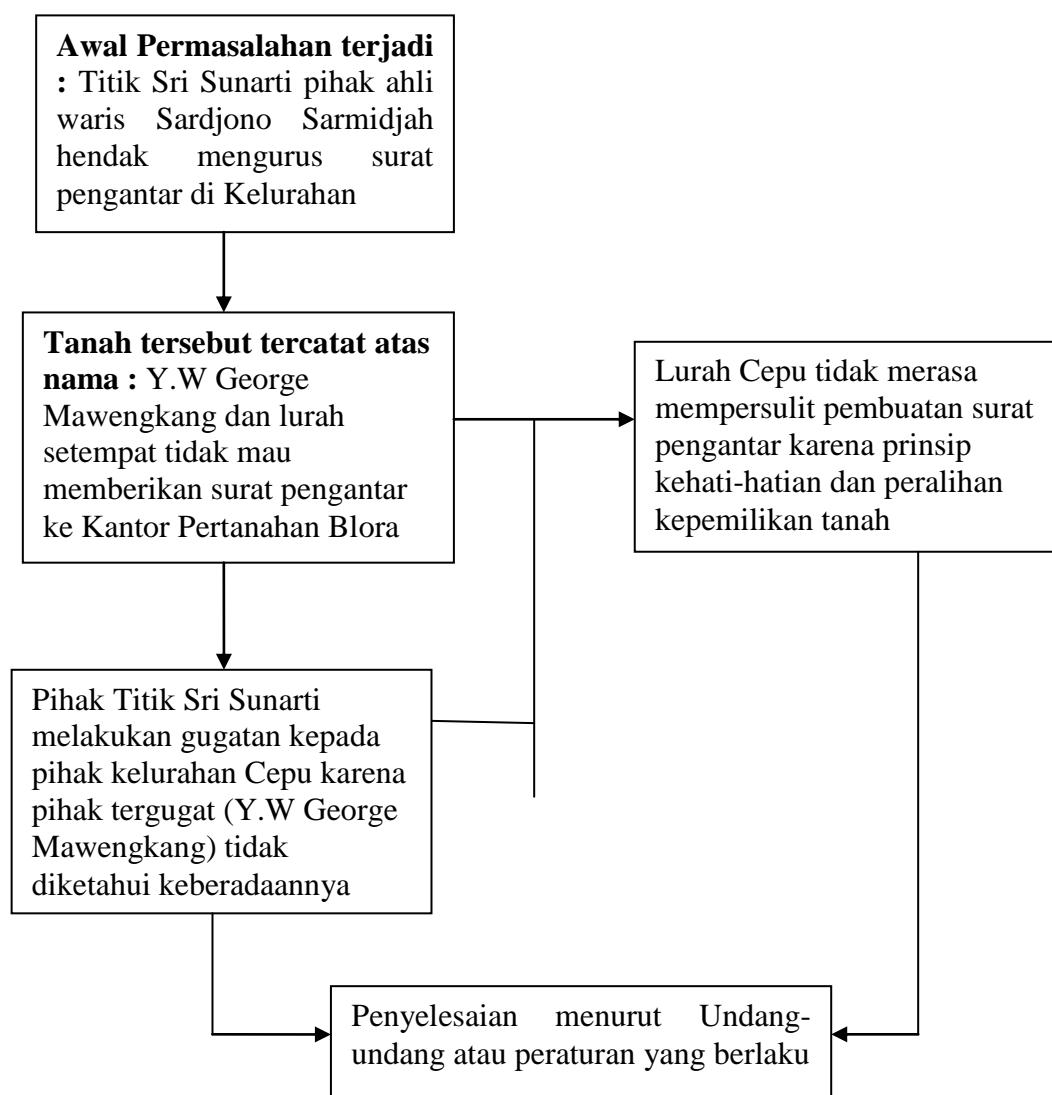 Awal Permasalahan terjadi
: Titik Sri Sunarti pihak ahli
waris Sardjono Sarmidjah
hendak mengurus surat
pengantar di Kelurahan
Tanah tersebut tercatat atas
nama : Y.W George
Mawengkang dan lurah
setempat tidak mau
memberikan surat pengantar
ke Kantor Pertanahan Blora
Lurah Cepu tidak merasa
mempersulit pembuatan surat
pengantar karena prinsip
kehati-hatian dan peralihan
kepemilikan tanah
Pihak Titik Sri Sunarti
melakukan gugatan kepada
pihak kelurahan Cepu karena
pihak tergugat (Y.W George
Mawengkang) tidak
diketahui keberadaannya
Penyelesaian menurut Undang-
undang atau peraturan yang berlaku